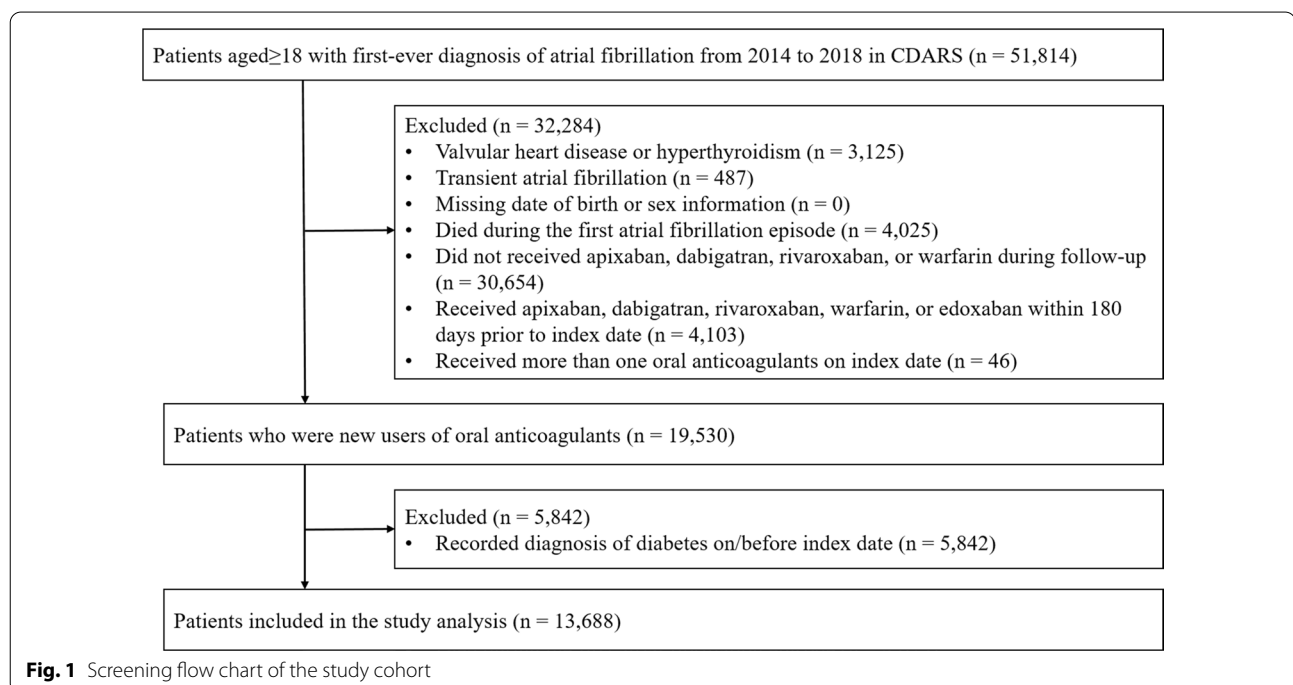 Patients aged≥18 with first-ever diagnosis of atrial fibrillation from 2014 to 2018 in CDARS (n = 51,814)
Excluded (n = 32,284)
• Valvular heart disease or hyperthyroidism (n = 3,125)
• Transient atrial fibrillation (n = 487)
• Missing date of birth or sex information (n = 0)
• Died during the first atrial fibrillation episode (n = 4,025)
• Did not received apixaban, dabigatran, rivaroxaban, or warfarin during follow-up
(n = 30,654)
• Received apixaban, dabigatran, rivaroxaban, warfarin, or edoxaban within 180
days prior to index date (n = 4,103)
• Received more than one oral anticoagulants on index date (n = 46)
Patients who were new users of oral anticoagulants (n = 19,530)
Excluded (n = 5,842)
• Recorded diagnosis of diabetes on/before index date (n = 5,842)
Patients included in the study analysis (n = 13,688)
Fig. 1 Screening flow chart of the study cohort